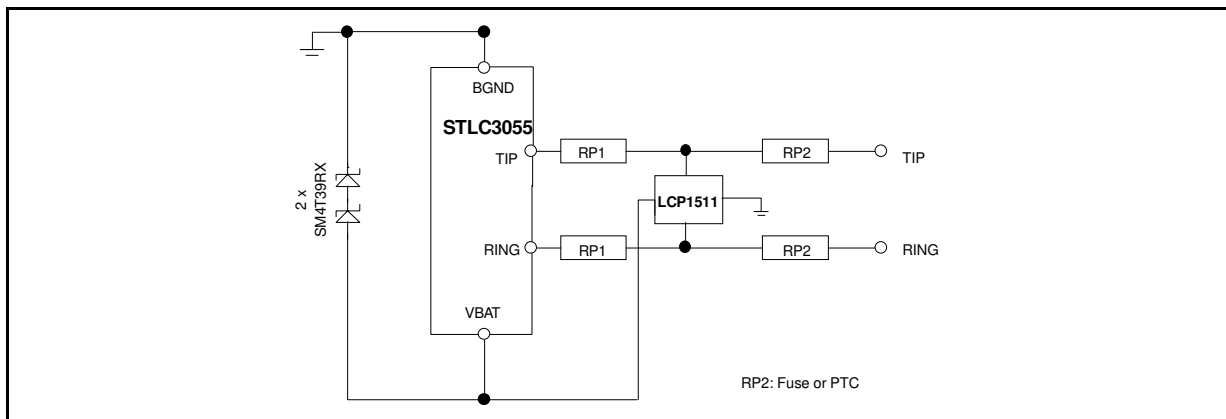 BGND
STLC3055
TIP
RP1
RP2
TIP
2 x
SM4T39RX
LCP1511
RING
RP1
RP2
RING
VBAT
RP2: Fuse or PTC